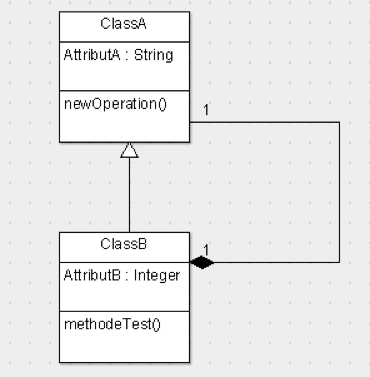 ClassA
AttributA : String
newOperation()
1
ClassB
1
AttributB : Integer
methodeTest()